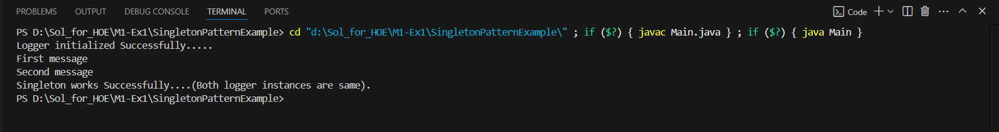 PROBLEMS OUTPUT DEBUG CONSOLE TERMINAL PORTS Code
PS D:\Sol_for_HOE\M1-Ex1\SingletonPatternExample> cd "d:\Sol_for_HOE\M1-Ex1\SingletonPatternExample\" ; if ($?) { javac Main.java } ; if ($?) { java Main }
Logger initialized Successfully.....
First message
Second message
Singleton works Successfully....(Both logger instances are same).
PS D:\Sol_for_HOE\M1-Ex1\SingletonPatternExample>